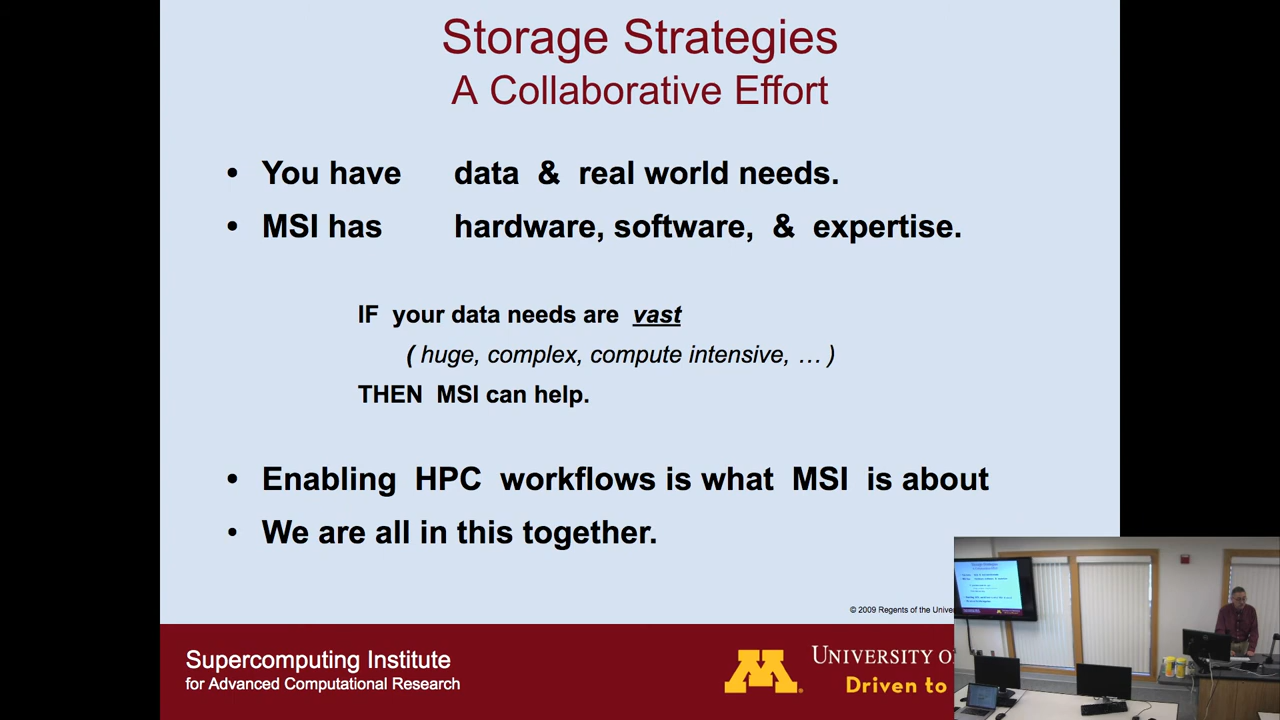 Storage Strategies
A Collaborative Effort
• You have data & real world needs.
• MSI has hardware, software, & expertise.
IF your data needs are vast
( huge, complex, compute intensive, … )
THEN MSI can help.
• Enabling HPC workflows is what MSI is about
• We are all in this together.
© 2009 Regents of the
Supercomputing Institute
for Advanced Computational Research
M
UNIVERSITY
Driven to